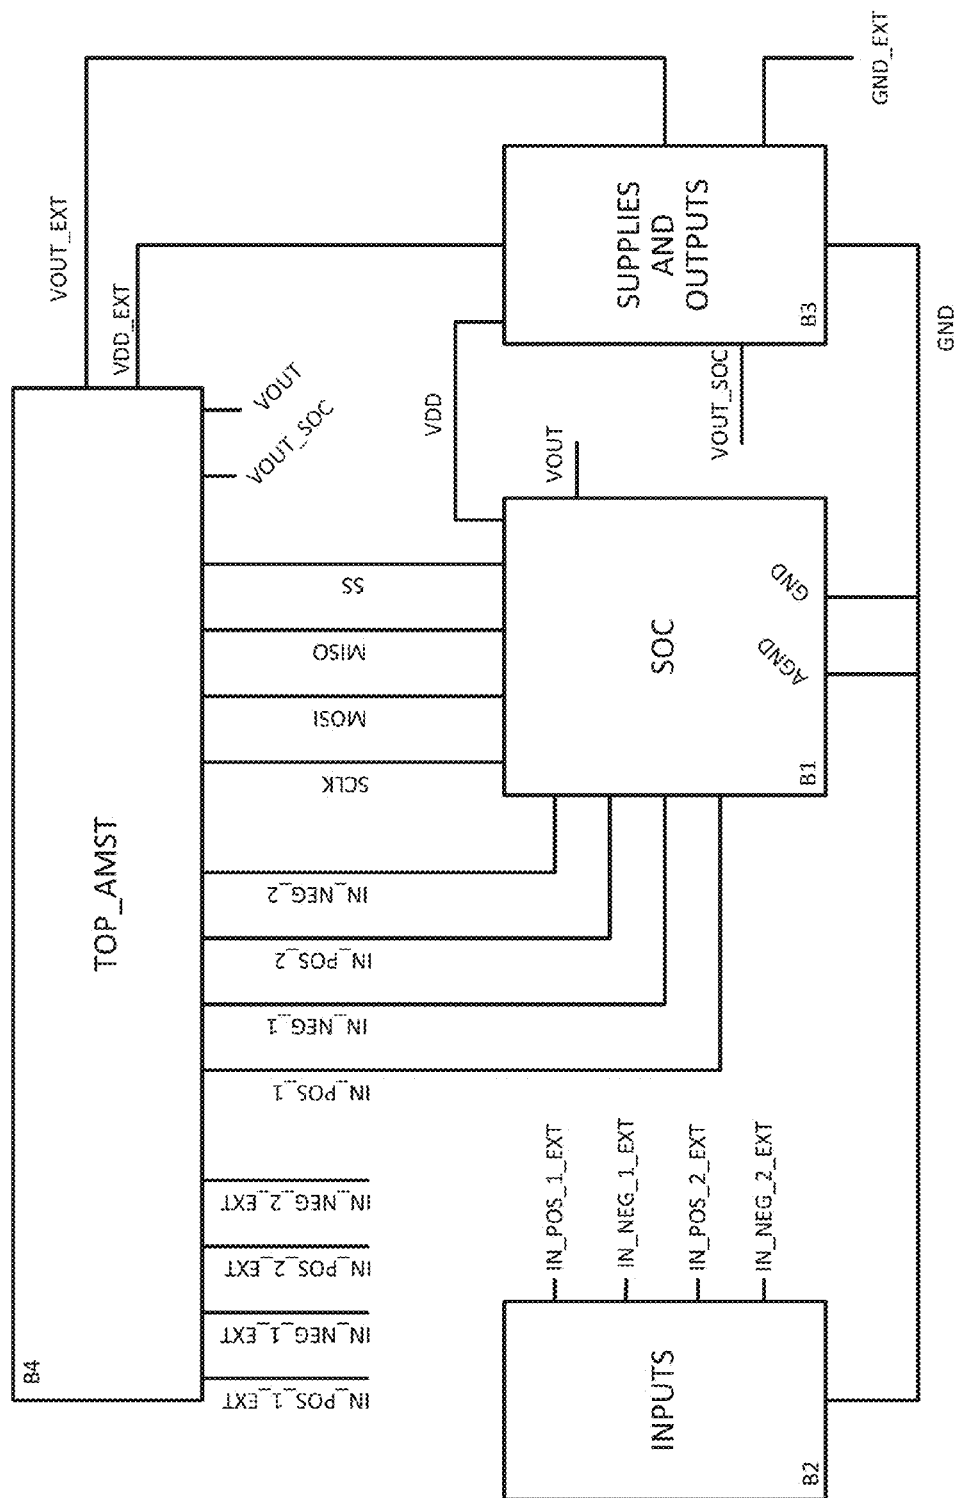 VOUT_EXT
VDD_EXT
GND_EXT
B4
TOP_AMST
VOUT_SOC
VOUT
IN_POS_1_EXT
IN_NEG_1_EXT
IN_POS_2_EXT
IN_NEG_2_EXT
IN_POS_1
IN_NEG_1
IN_POS_2
IN_NEG_2
SCLK
MOSI
MISO
SS
VDD
B2
INPUTS
IN_POS_1_EXT
IN_NEG_1_EXT
IN_POS_2_EXT
IN_NEG_2_EXT
B1
SOC
AGND
GND
VOUT
VOUT_SOC
B3
SUPPLIES
AND
OUTPUTS
GND